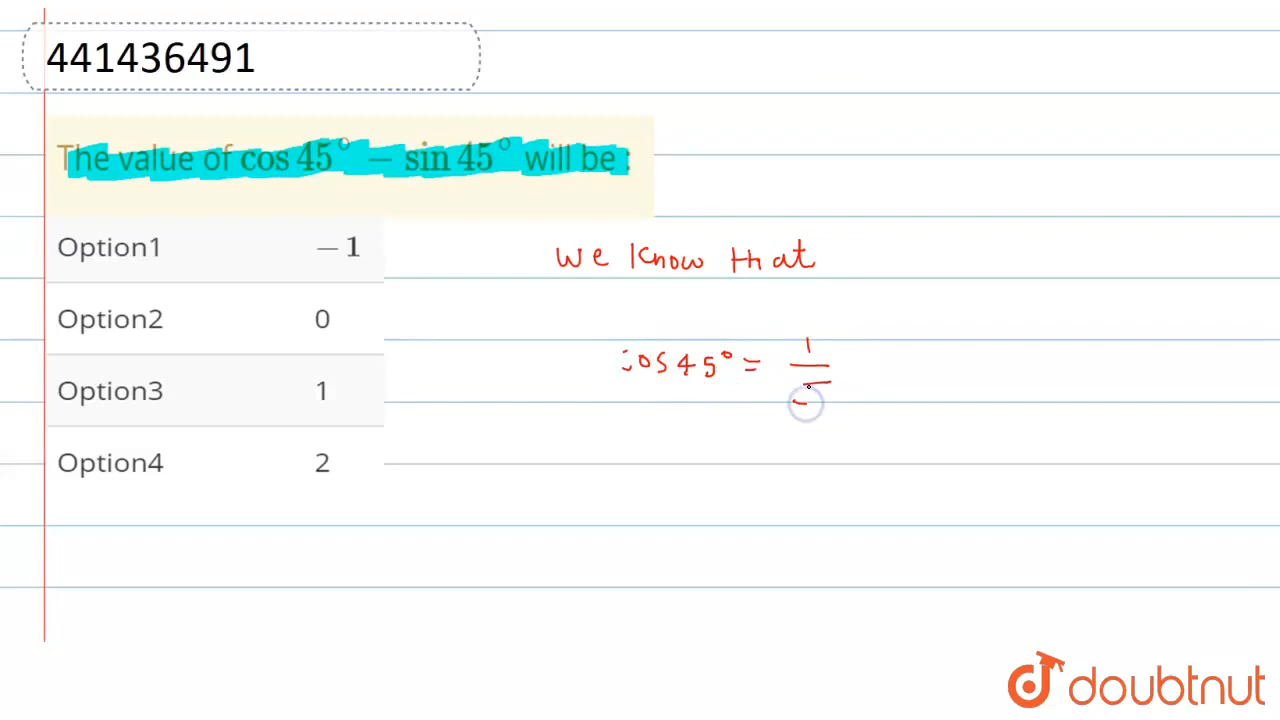 441436491
The value of cos 45° − sin 45° will be :
Option1 −1
Option2 0
Option3 1
Option4 2
We know that
cos 45° = 1
doubtnut